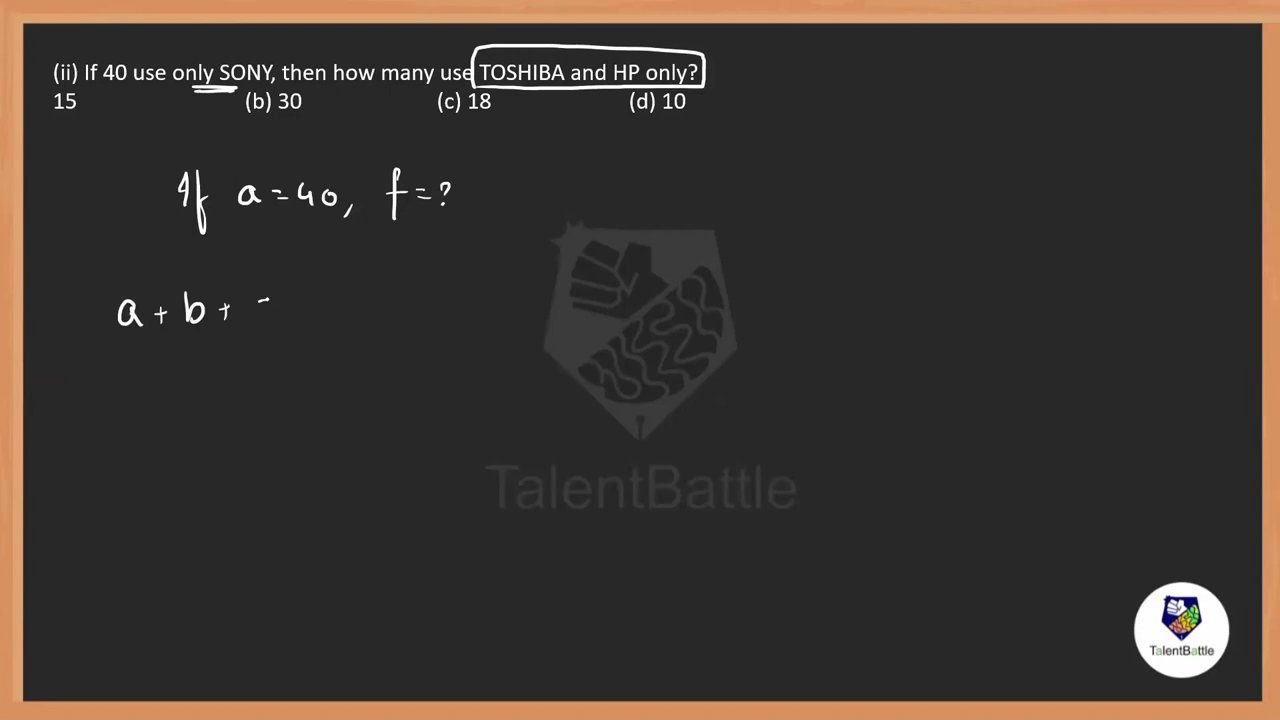 (ii) If 40 use only SONY, then how many use TOSHIBA and HP only?
15 (b) 30 (c) 18 (d) 10
If a = 40, f = ?
a + b +
TalentBattle
TalentBattle